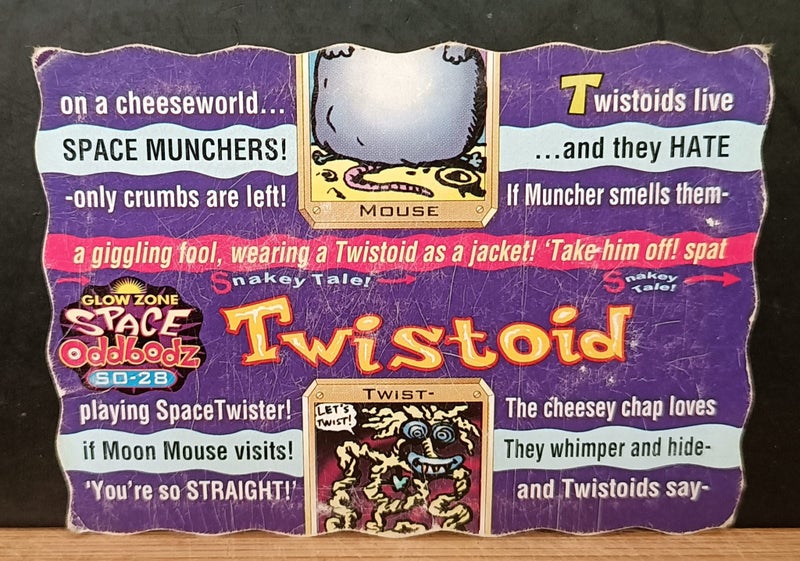 on a cheeseworld...
SPACE MUNCHERS!
-only crumbs are left!
MOUSE
Twistoids live
...and they HATE
If Muncher smells them-
a giggling fool, wearing a Twistoid as a jacket! 'Take him off! spat
Snakey Tale!
Snakey
Tale!
GLOW ZONE
SPACE
Oddbodz
SO-28
Twistoid
playing SpaceTwister!
if Moon Mouse visits!
'You're so STRAIGHT!'
TWIST-
LET'S
TWIST!
The cheesey chap loves
They whimper and hide-
and Twistoids say-